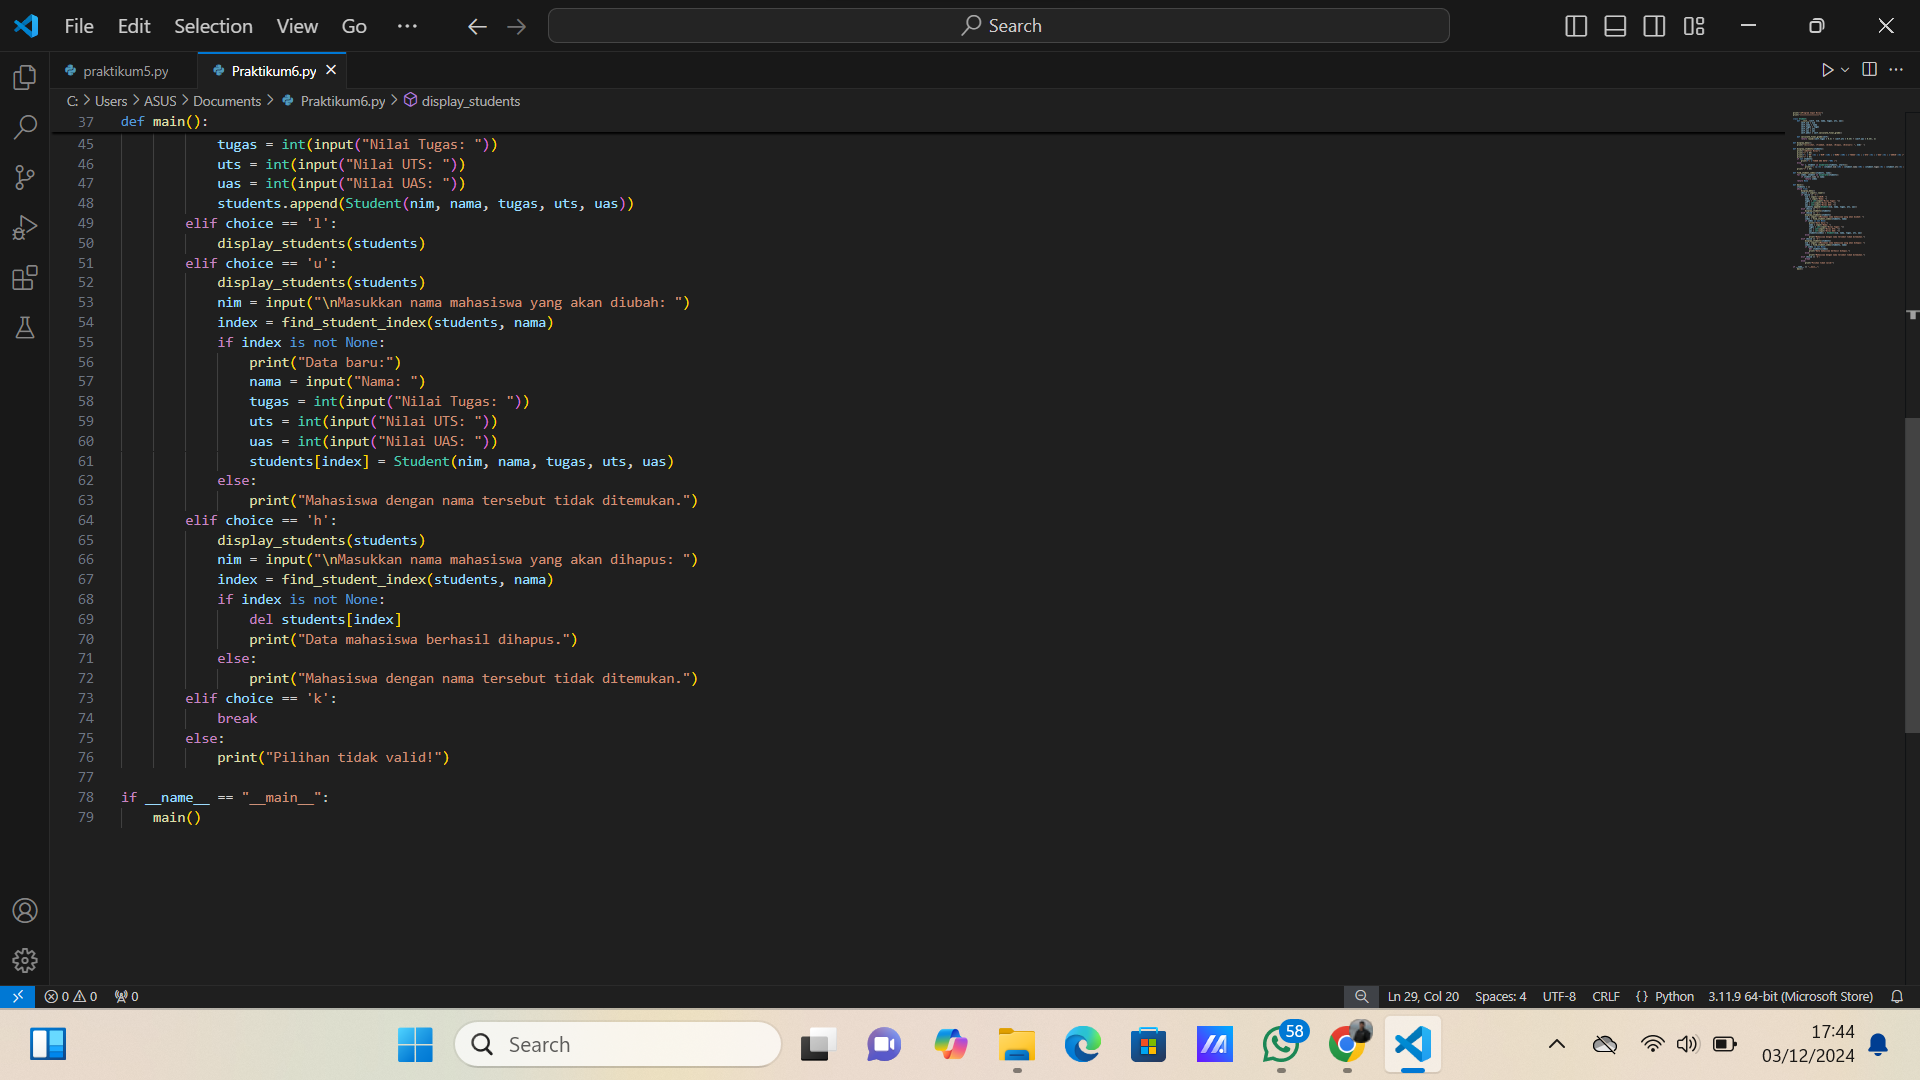 File Edit Selection View Go ··· Search
praktikum5.py Praktikum6.py
C: > Users > ASUS > Documents > Praktikum6.py > display_students
37 def main():
45 tugas = int(input("Nilai Tugas: "))
46 uts = int(input("Nilai UTS: "))
47 uas = int(input("Nilai UAS: "))
48 students.append(Student(nim, nama, tugas, uts, uas))
49 elif choice == 'l':
50 display_students(students)
51 elif choice == 'u':
52 display_students(students)
53 nim = input("\nMasukkan nama mahasiswa yang akan diubah: ")
54 index = find_student_index(students, nama)
55 if index is not None:
56 print("Data baru:")
57 nama = input("Nama: ")
58 tugas = int(input("Nilai Tugas: "))
59 uts = int(input("Nilai UTS: "))
60 uas = int(input("Nilai UAS: "))
61 students[index] = Student(nim, nama, tugas, uts, uas)
62 else:
63 print("Mahasiswa dengan nama tersebut tidak ditemukan.")
64 elif choice == 'h':
65 display_students(students)
66 nim = input("\nMasukkan nama mahasiswa yang akan dihapus: ")
67 index = find_student_index(students, nama)
68 if index is not None:
69 del students[index]
70 print("Data mahasiswa berhasil dihapus.")
71 else:
72 print("Mahasiswa dengan nama tersebut tidak ditemukan.")
73 elif choice == 'k':
74 break
75 else:
76 print("Pilihan tidak valid!")
77
78 if __name__ == "__main__":
79 main()
0 0 0 Ln 29, Col 20 Spaces: 4 UTF-8 CRLF {} Python 3.11.9 64-bit (Microsoft Store)
Search 58 17:44
03/12/2024